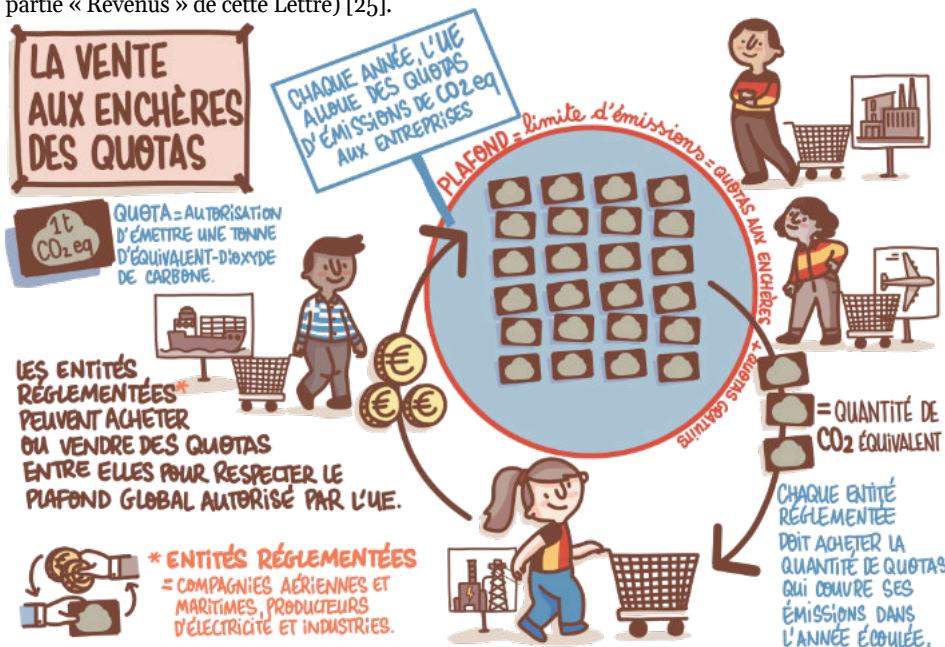 partie « Revenus » de cette Lettre) [25].
LA VENTE
AUX ENCHÈRES
DES QUOTAS
CHAQUE ANNÉE, L'UE
ALLOUE DES QUOTAS
D'ÉMISSIONS DE CO2eq
AUX ENTREPRISES
PLAFOND = limite d'émissions = QUOTAS AUX ENCHÈRES + QUOTAS GRATUITS
1t
CO2 eq
QUOTA = AUTORISATION
D'ÉMETTRE UNE TONNE
D'ÉQUIVALENT-DIOXYDE
DE CARBONE.
LES ENTITÉS
RÉGLEMENTÉES*
PEUVENT ACHETER
OU VENDRE DES QUOTAS
ENTRE ELLES POUR RESPECTER LE
PLAFOND GLOBAL AUTORISÉ PAR L'UE.
€
€ €
= QUANTITÉ DE
CO2 ÉQUIVALENT
CHAQUE ENTITÉ
RÉGLEMENTÉE
DOIT ACHETER LA
QUANTITÉ DE QUOTAS
QUI COUVRE SES
ÉMISSIONS DANS
L'ANNÉE ÉCOULÉE.
* ENTITÉS RÉGLEMENTÉES
= COMPAGNIES AÉRIENNES ET
MARITIMES, PRODUCTEURS
D'ÉLECTRICITÉ ET INDUSTRIES.